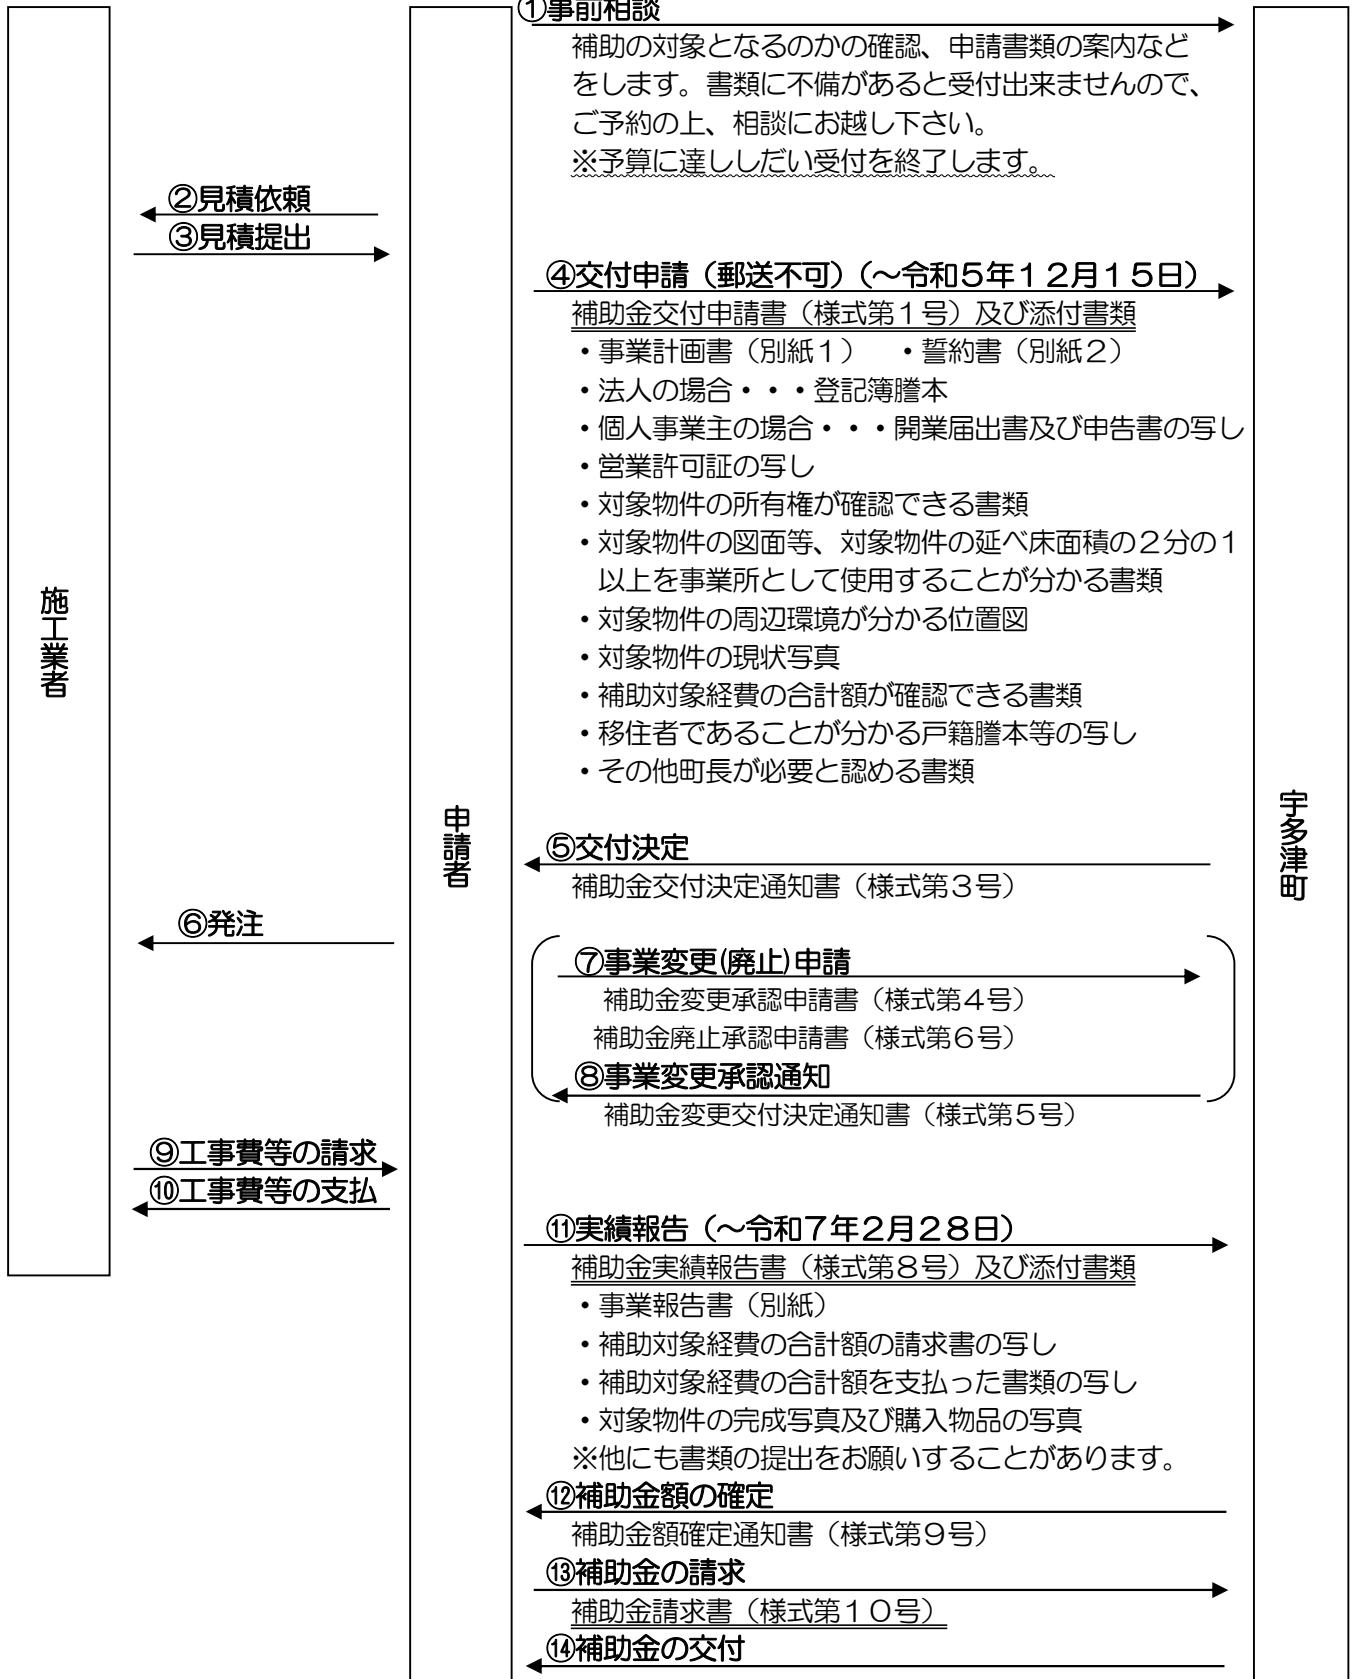 ①事前相談
補助の対象となるのかの確認、申請書類の案内など
をします。書類に不備があると受付出来ませんので、
ご予約の上、相談にお越し下さい。
※予算に達ししだい受付を終了します。
②見積依頼
③見積提出
④交付申請（郵送不可）（～令和５年１２月１５日）
補助金交付申請書（様式第１号）及び添付書類
・事業計画書（別紙１）　・誓約書（別紙２）
・法人の場合・・・登記簿謄本
・個人事業主の場合・・・開業届出書及び申告書の写し
・営業許可証の写し
・対象物件の所有権が確認できる書類
・対象物件の図面等、対象物件の延べ床面積の２分の１
以上を事業所として使用することが分かる書類
・対象物件の周辺環境が分かる位置図
・対象物件の現状写真
・補助対象経費の合計額が確認できる書類
・移住者であることが分かる戸籍謄本等の写し
・その他町長が必要と認める書類
施工業者
申請者
宇多津町
⑤交付決定
補助金交付決定通知書（様式第３号）
⑥発注
⑦事業変更(廃止)申請
補助金変更承認申請書（様式第４号）
補助金廃止承認申請書（様式第６号）
⑧事業変更承認通知
補助金変更交付決定通知書（様式第５号）
⑨工事費等の請求
⑩工事費等の支払
⑪実績報告（～令和７年２月２８日）
補助金実績報告書（様式第８号）及び添付書類
・事業報告書（別紙）
・補助対象経費の合計額の請求書の写し
・補助対象経費の合計額を支払った書類の写し
・対象物件の完成写真及び購入物品の写真
※他にも書類の提出をお願いすることがあります。
⑫補助金額の確定
補助金額確定通知書（様式第９号）
⑬補助金の請求
補助金請求書（様式第１０号）
⑭補助金の交付